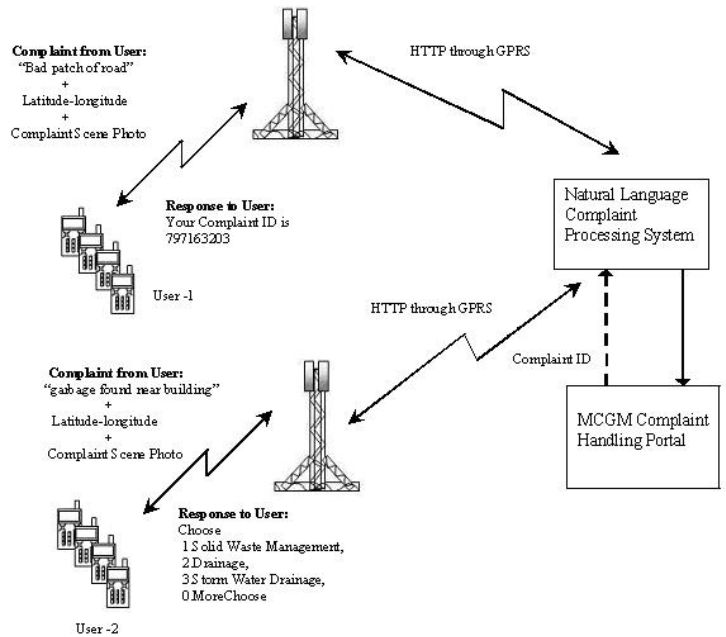 Complaint from User:
“Bad patch of road”
+
Latitude-longitude
+
Complaint Scene Photo
HTTP through GPRS
Response to User:
Your Complaint ID is
797163203
User -1
Natural Language
Complaint
Processing System
HTTP through GPRS
Complaint ID
MCGM Complaint
Handling Portal
Complaint from User:
“garbage found near building”
+
Latitude-longitude
+
Complaint Scene Photo
Response to User:
Choose
1.Solid Waste Management,
2.Drainage,
3.Storm Water Drainage,
0.MoreChoose
User -2